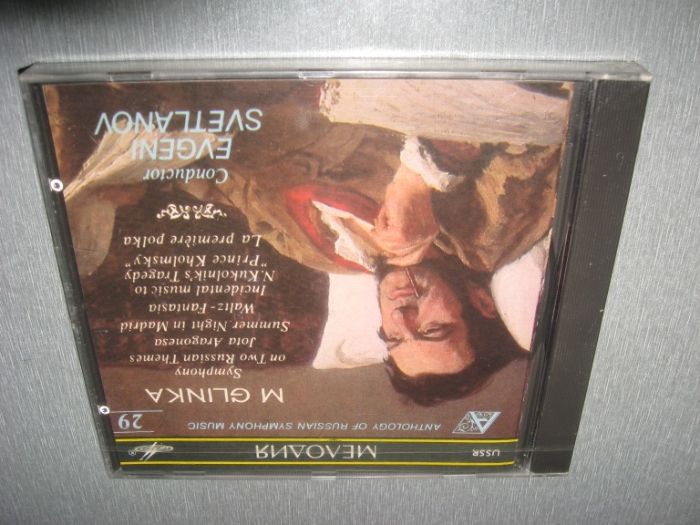 USSR
МЕЛОДИЯ
ANTHOLOGY OF RUSSIAN SYMPHONY MUSIC
29
M GLINKA
Symphony
on Two Russian Themes
Jota Aragonesa
Summer Night in Madrid
Waltz-Fantasia
Incidental music to
N.Kukolnik's Tragedy
"Prince Kholmsky"
La première polka
Conductor
EVGENI
SVETLANOV